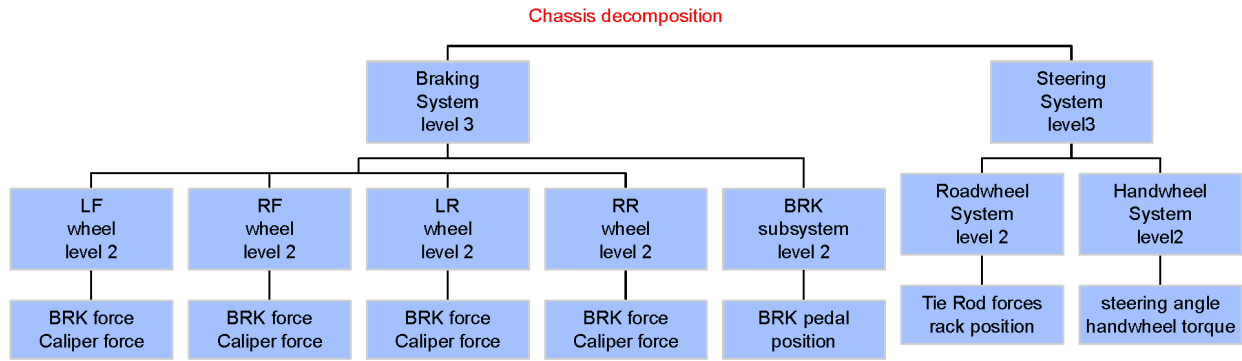 Chassis decomposition
Braking
System
level 3
Steering
System
level3
LF
wheel
level 2
RF
wheel
level 2
LR
wheel
level 2
RR
wheel
level 2
BRK
subsystem
level 2
Roadwheel
System
level 2
Handwheel
System
level2
BRK force
Caliper force
BRK force
Caliper force
BRK force
Caliper force
BRK force
Caliper force
BRK pedal
position
Tie Rod forces
rack position
steering angle
handwheel torque